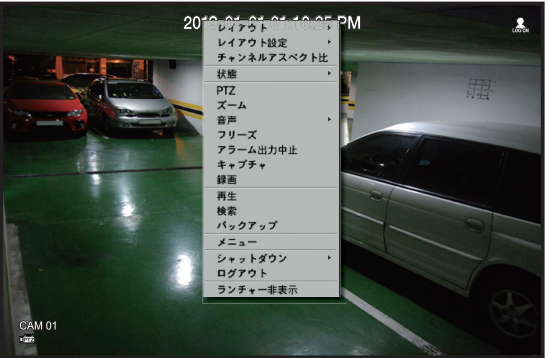 PM
LOG ON
レイアウト
レイアウト設定
チャンネルアスペクト比
状態
PTZ
ズーム
音声
フリーズ
アラーム出力中止
キャプチャ
録画
再生
検索
バックアップ
メニュー
シャットダウン
ログアウト
ランチャー非表示
CAM 01
PTZ